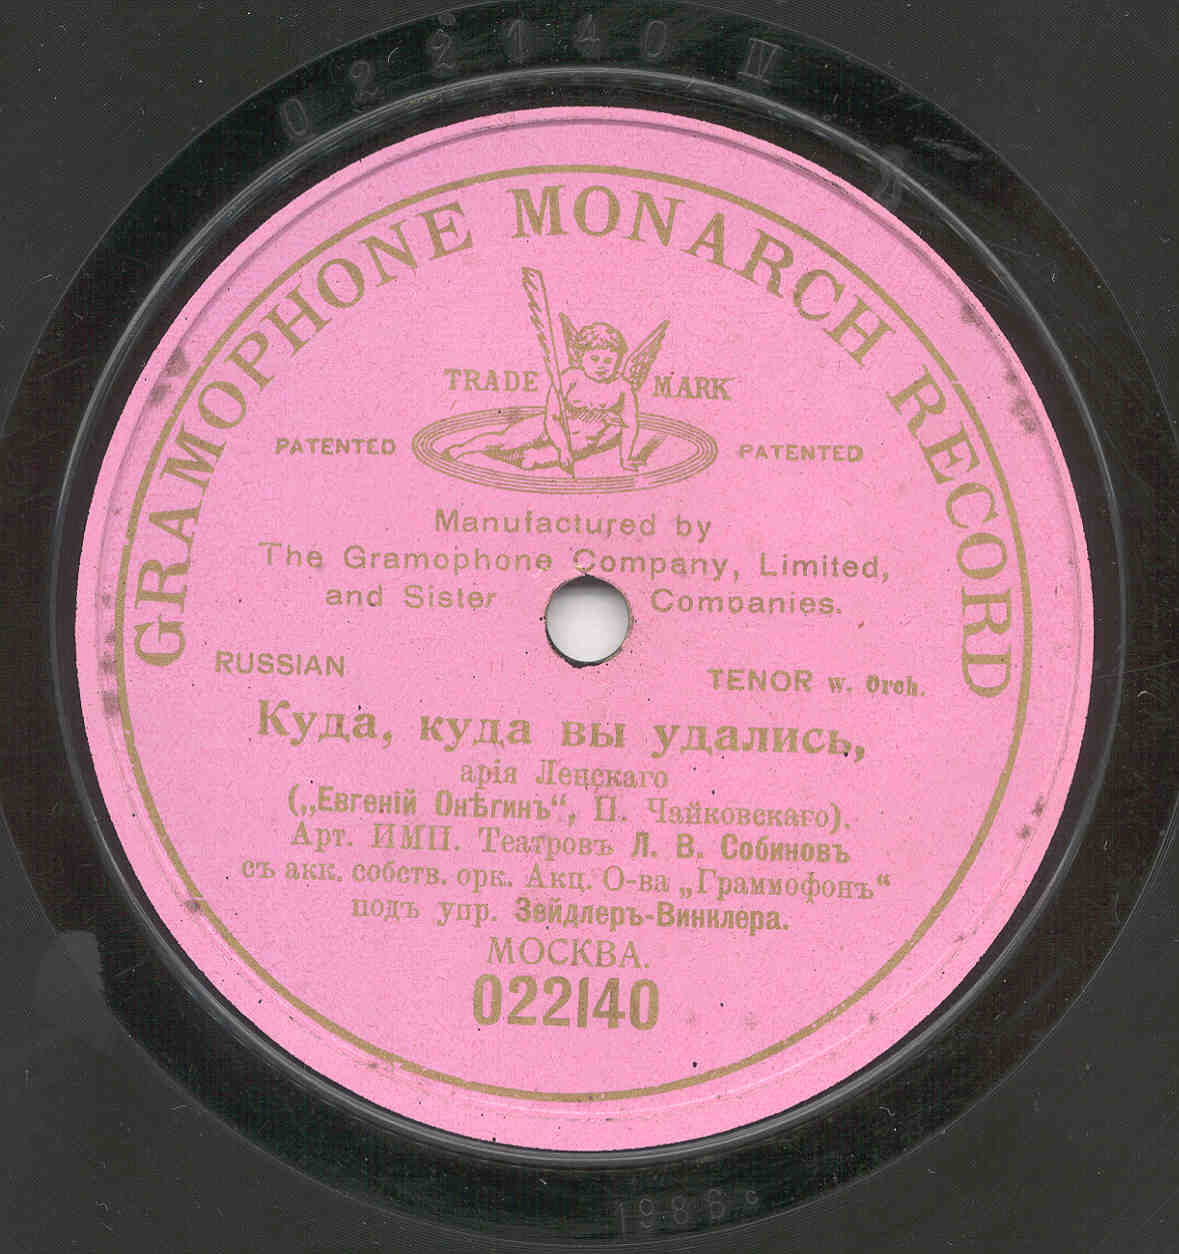 022140 IV
GRAMOPHONE MONARCH RECORD
TRADE MARK
PATENTED PATENTED
Manufactured by
The Gramophone Company, Limited,
and Sister Companies.
RUSSIAN TENOR w. Orch.
Куда, куда вы удались,
арія Ленскаго
(„Евгеній Онѣгинъ“, П. Чайковскаго).
Арт. ИМП. Театровъ Л. В. Собиновъ
съ акк. собств. орк. Акц. О-ва „Граммофонъ“
подъ упр. Зейдлеръ-Винклера.
МОСКВА.
022140
1986c